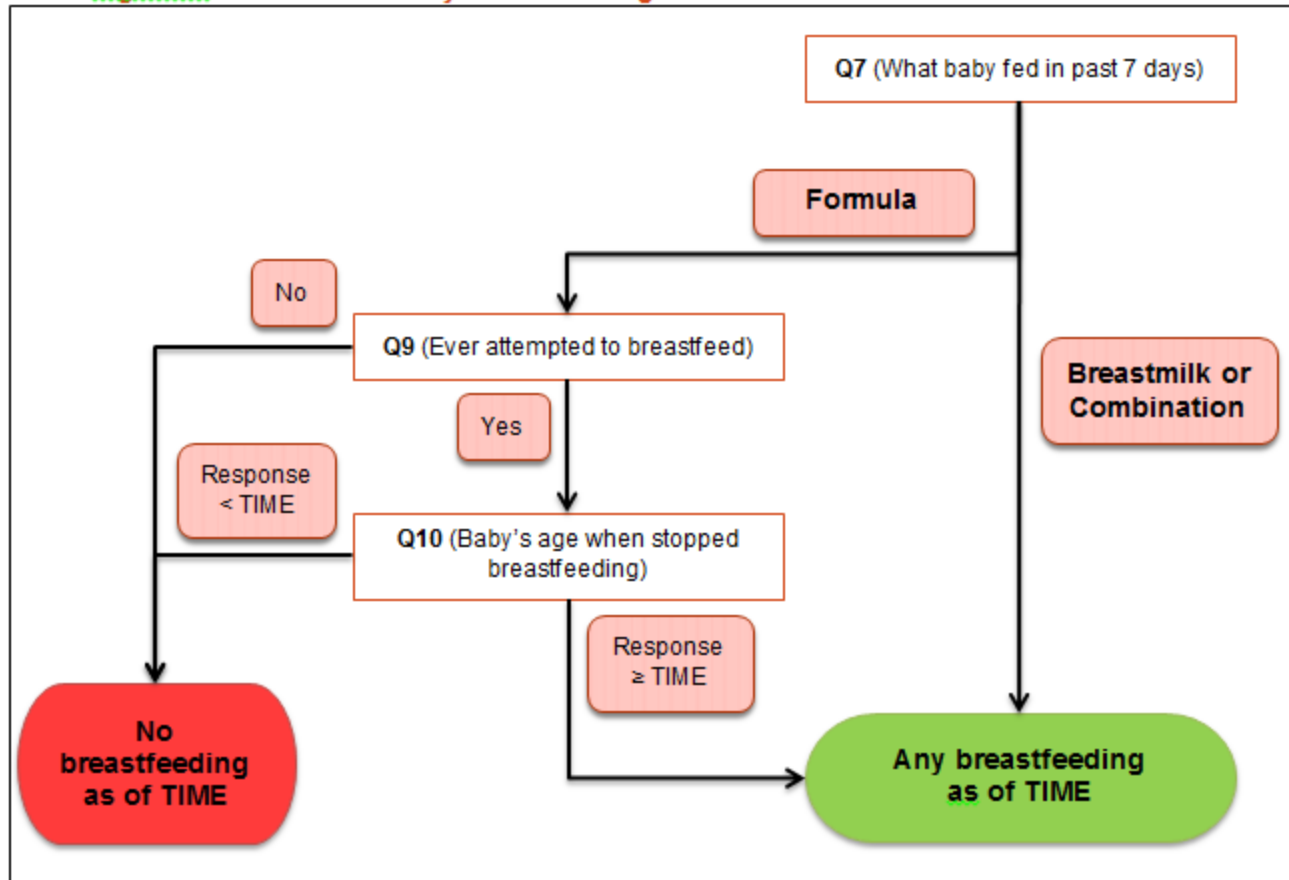 Q7 (What baby fed in past 7 days)
Formula
No
Q9 (Ever attempted to breastfeed)
Breastmilk or
Combination
Yes
Response
< TIME
Q10 (Baby's age when stopped
breastfeeding)
Response
≥ TIME
No
breastfeeding
as of TIME
Any breastfeeding
as of TIME